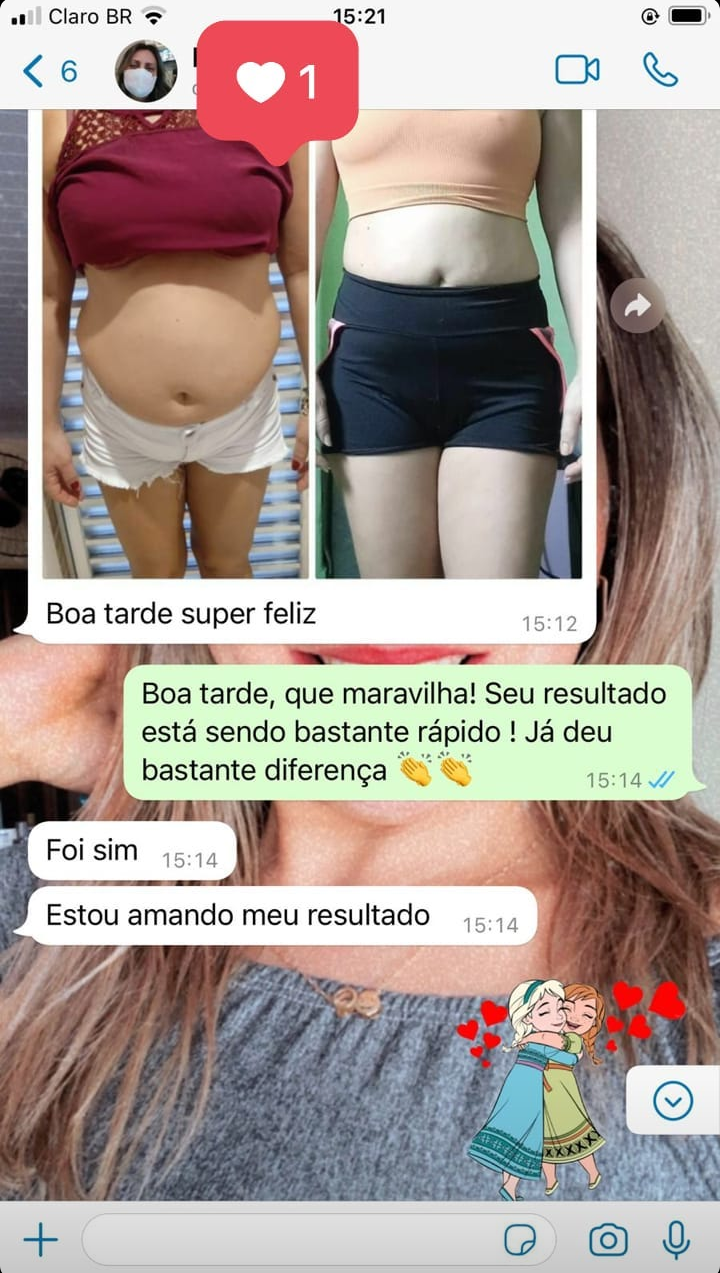 Claro BR 15:21
6
1
Boa tarde super feliz
15:12
Boa tarde, que maravilha! Seu resultado
está sendo bastante rápido ! Já deu
bastante diferença 👏👏
15:14
Foi sim 15:14
Estou amando meu resultado 15:14